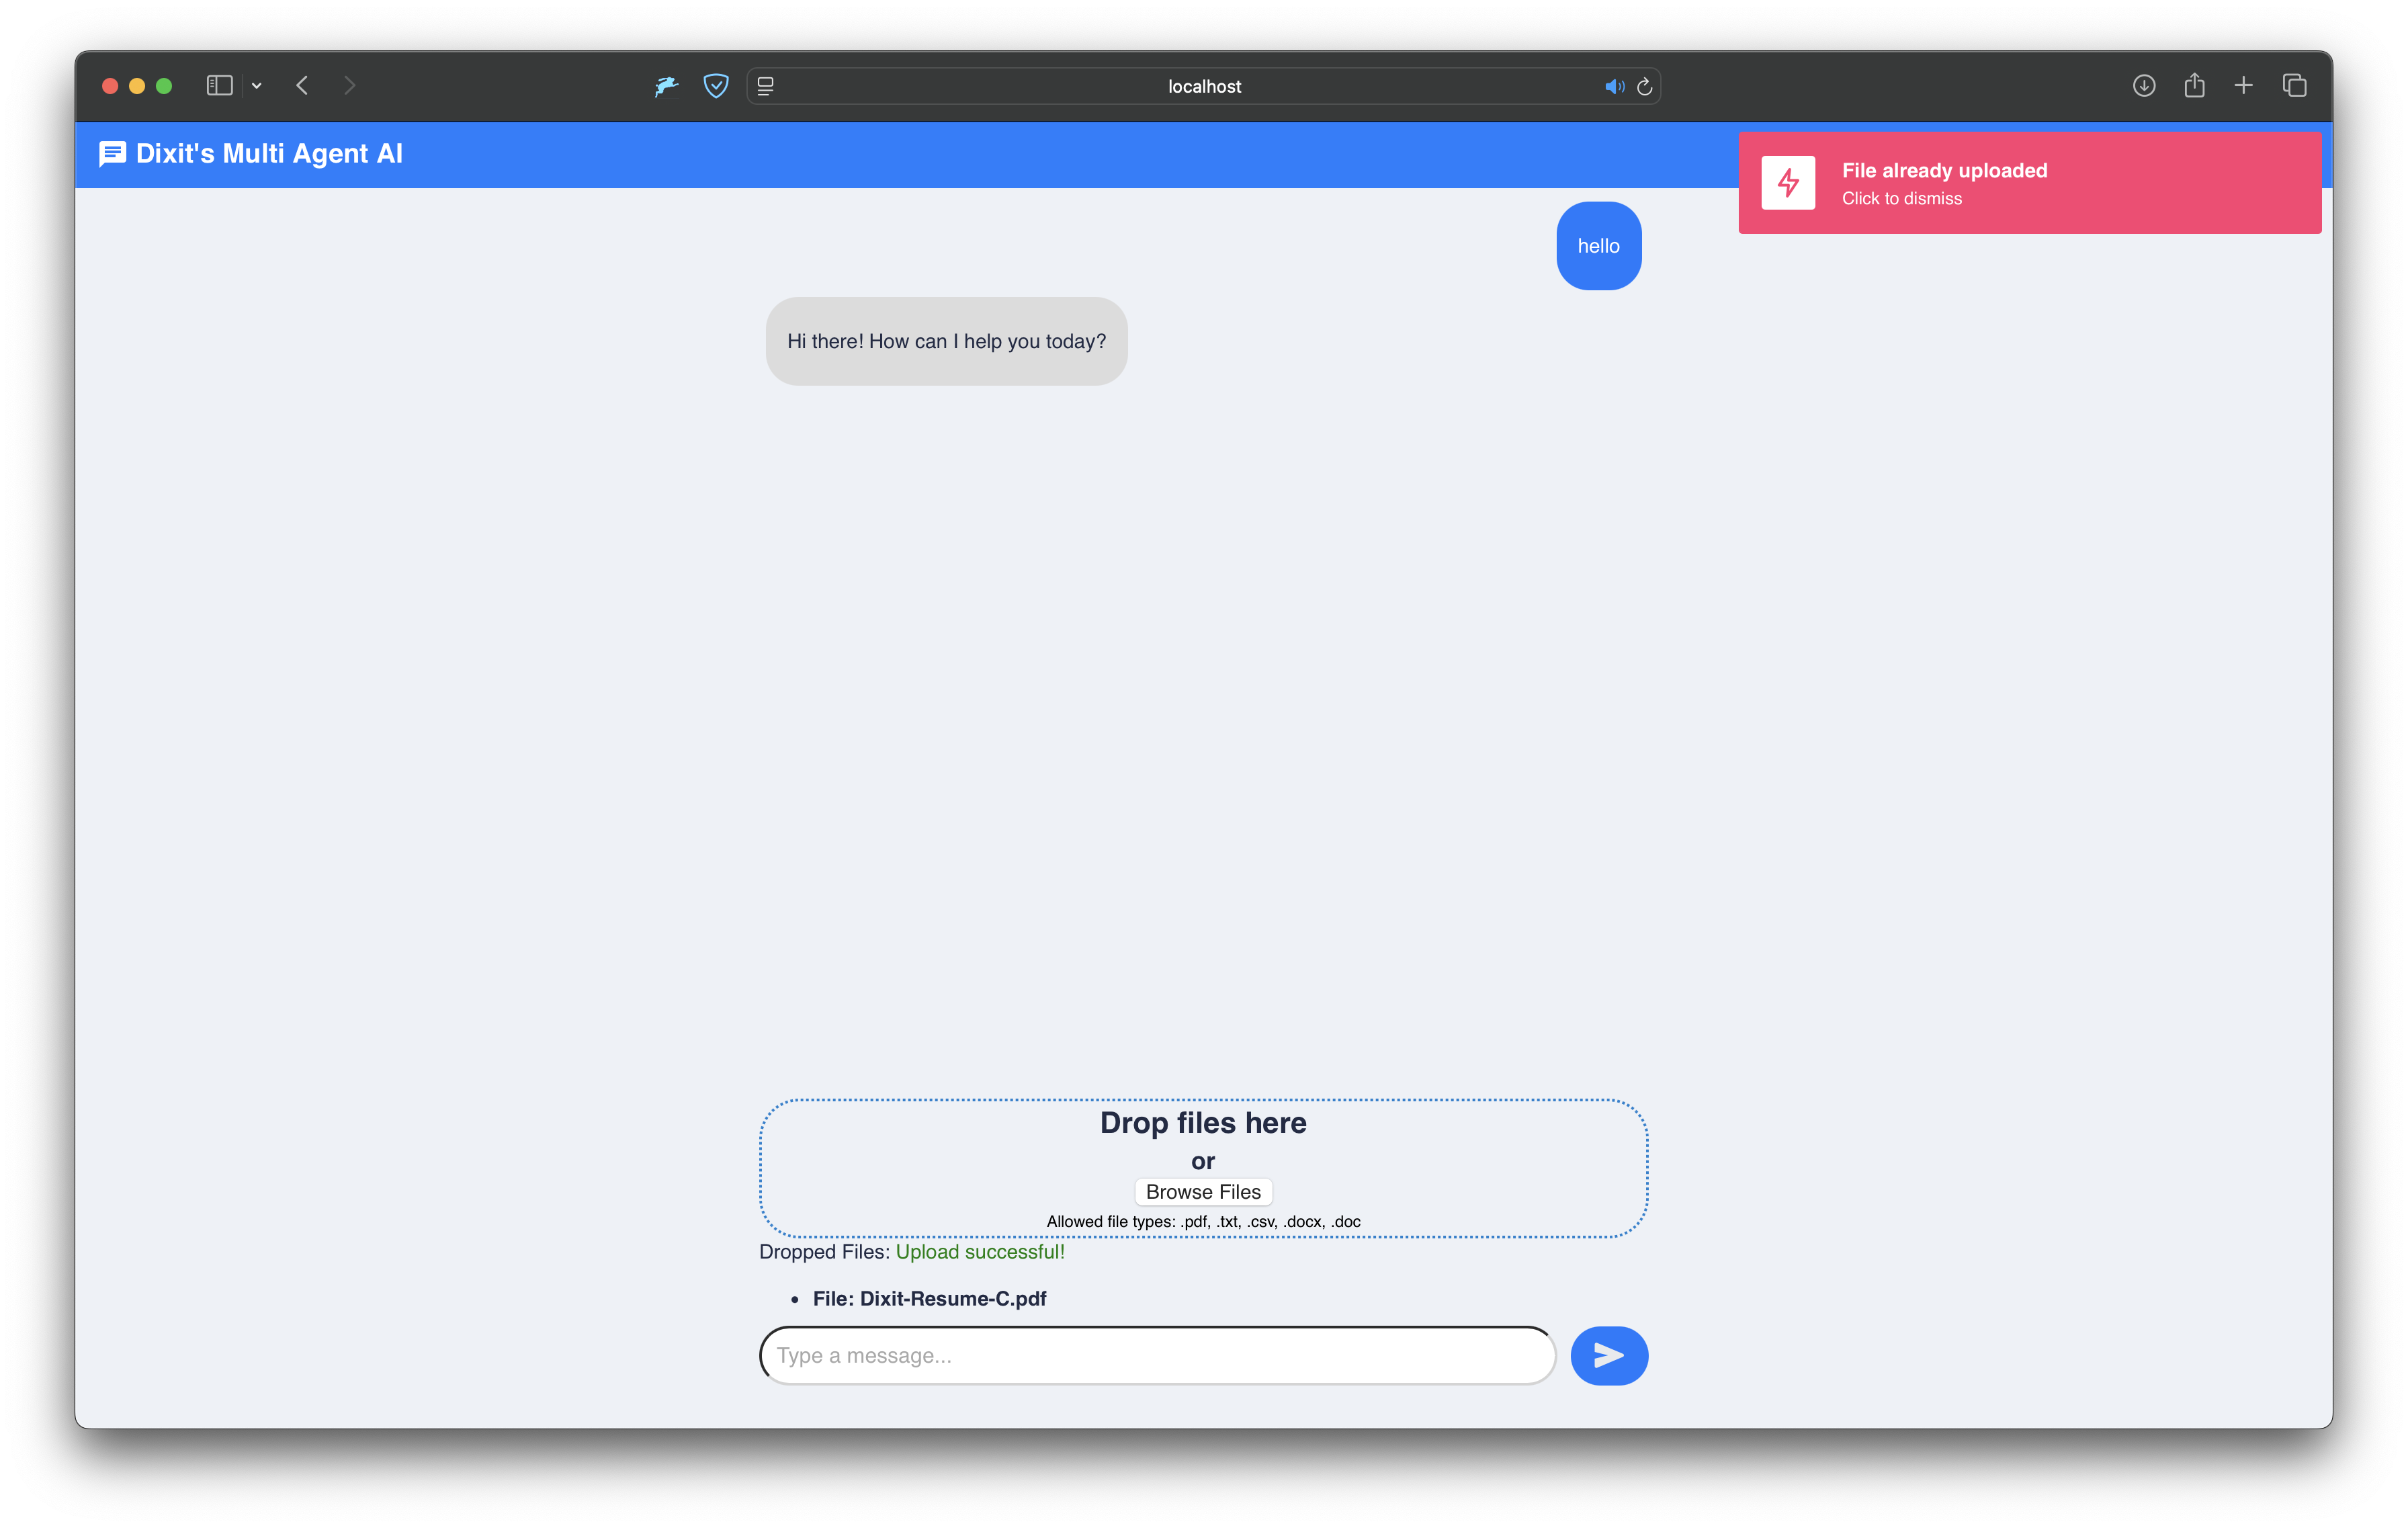 localhost
Dixit's Multi Agent AI
File already uploaded
Click to dismiss
hello
Hi there! How can I help you today?
Drop files here
or
Browse Files
Allowed file types: .pdf, .txt, .csv, .docx, .doc
Dropped Files: Upload successful!
• File: Dixit-Resume-C.pdf
Type a message...